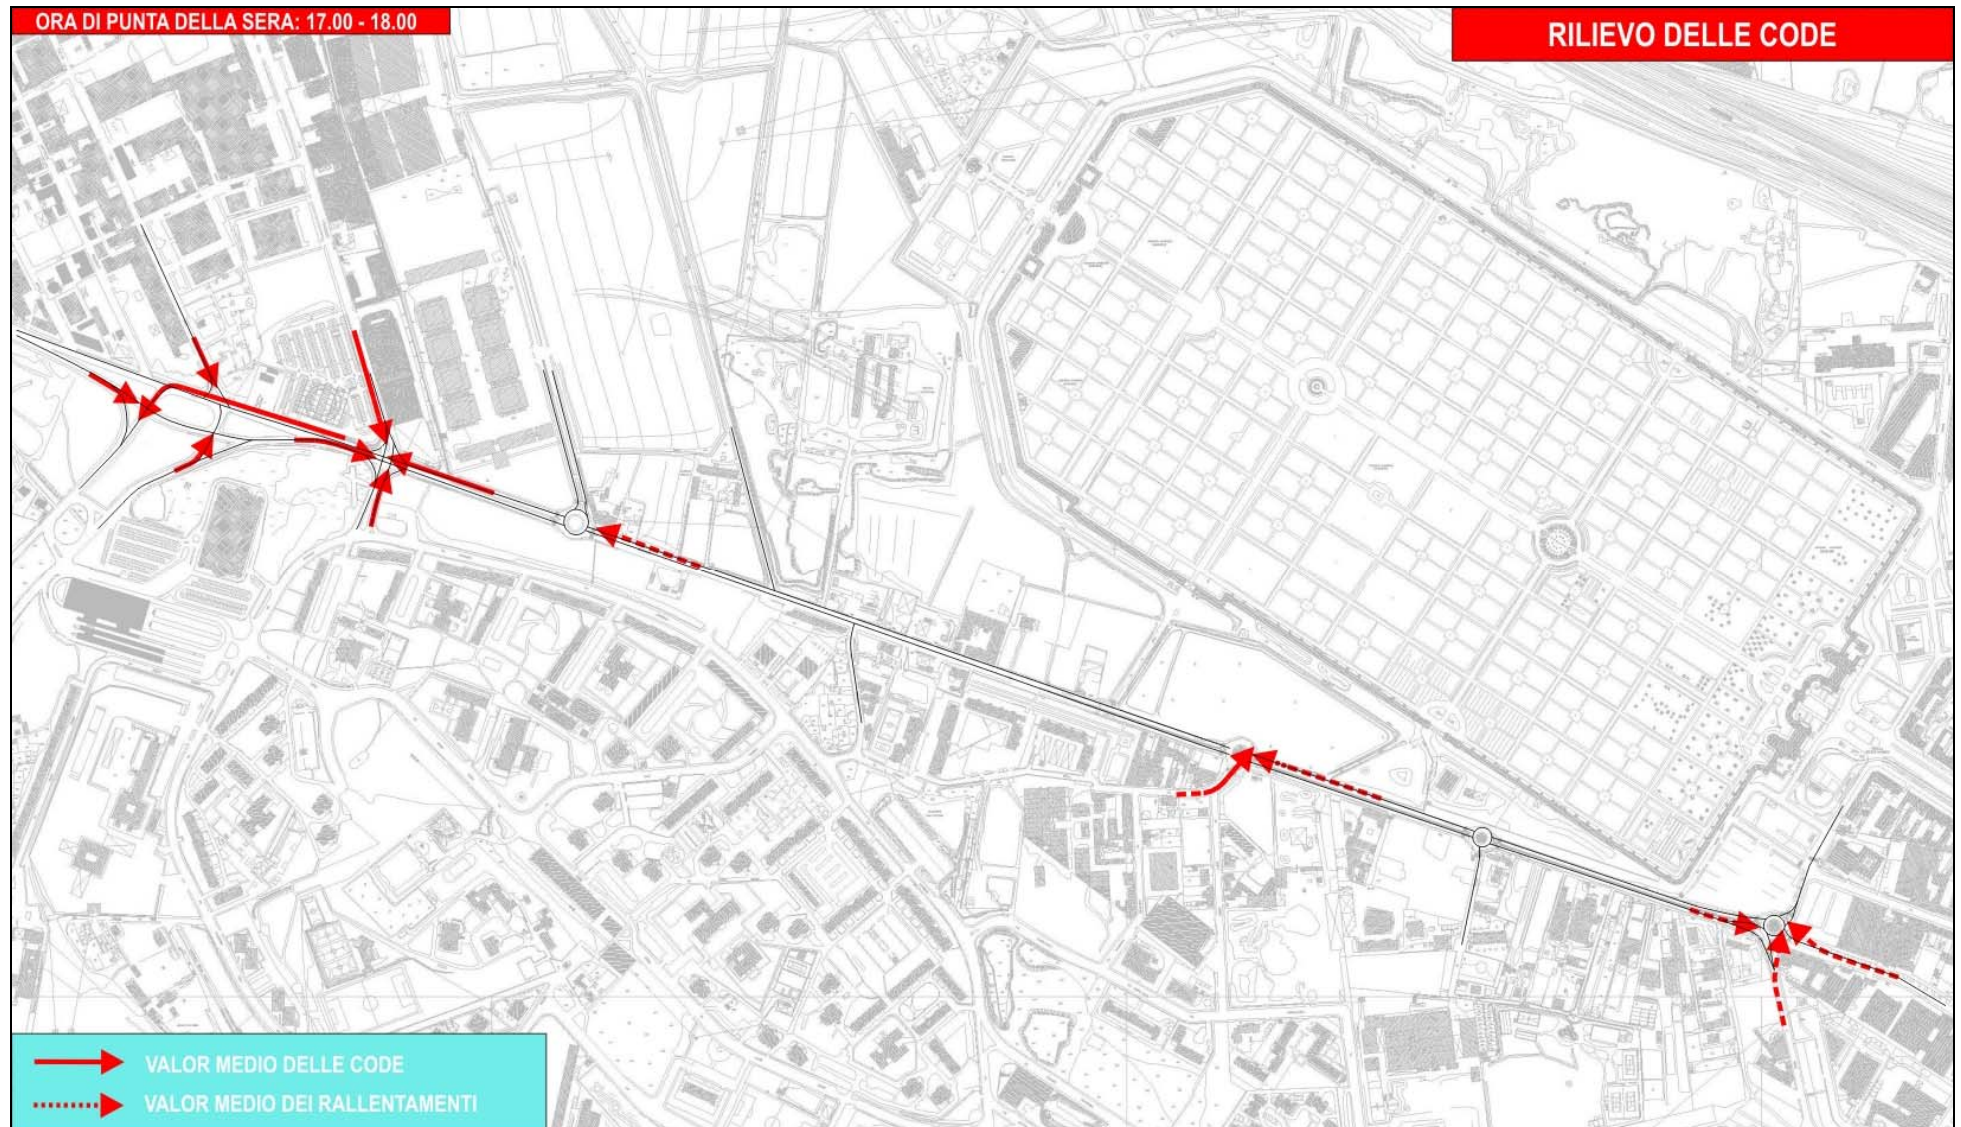 ORA DI PUNTA DELLA SERA: 17.00 - 18.00
RILIEVO DELLE CODE
VALOR MEDIO DELLE CODE
VALOR MEDIO DEI RALLENTAMENTI